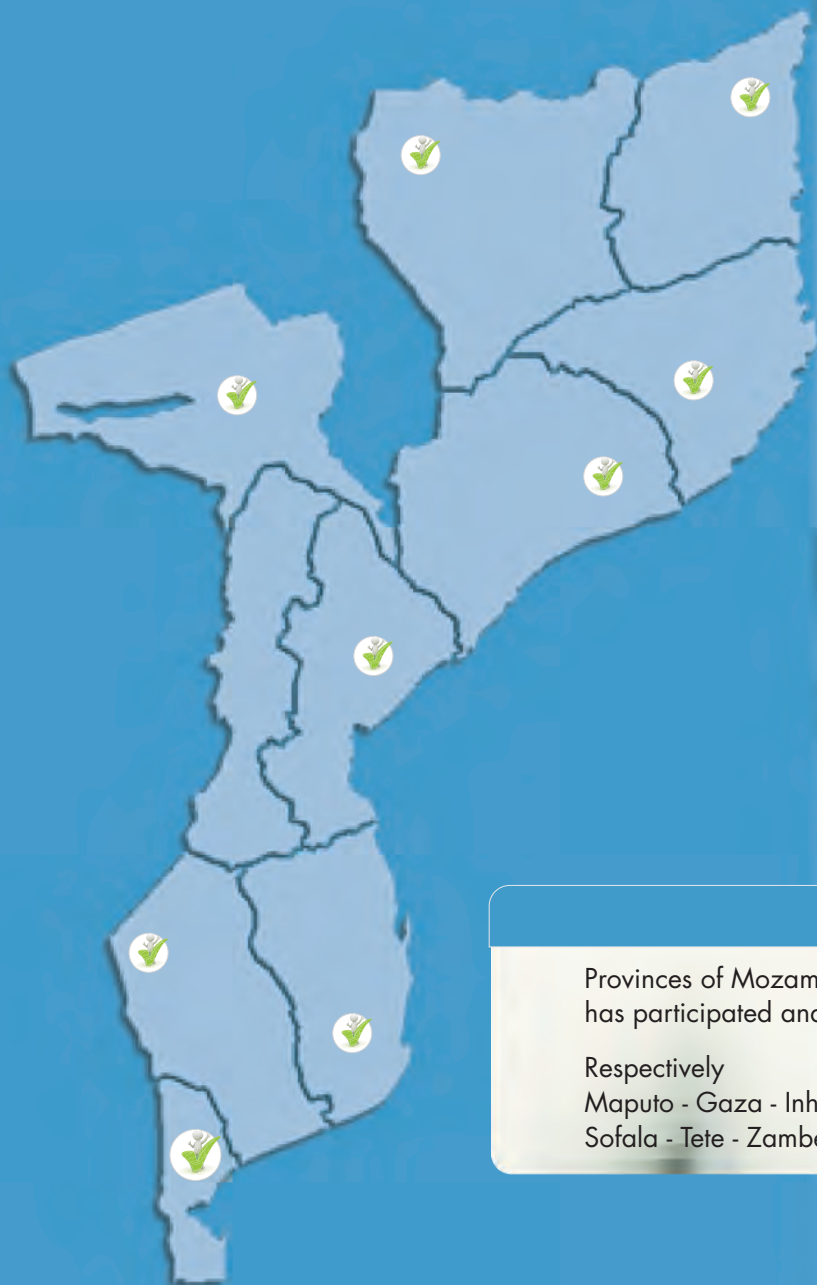 Provinces of Mozam
has participated and
Respectively
Maputo - Gaza - Inh
Sofala - Tete - Zambe